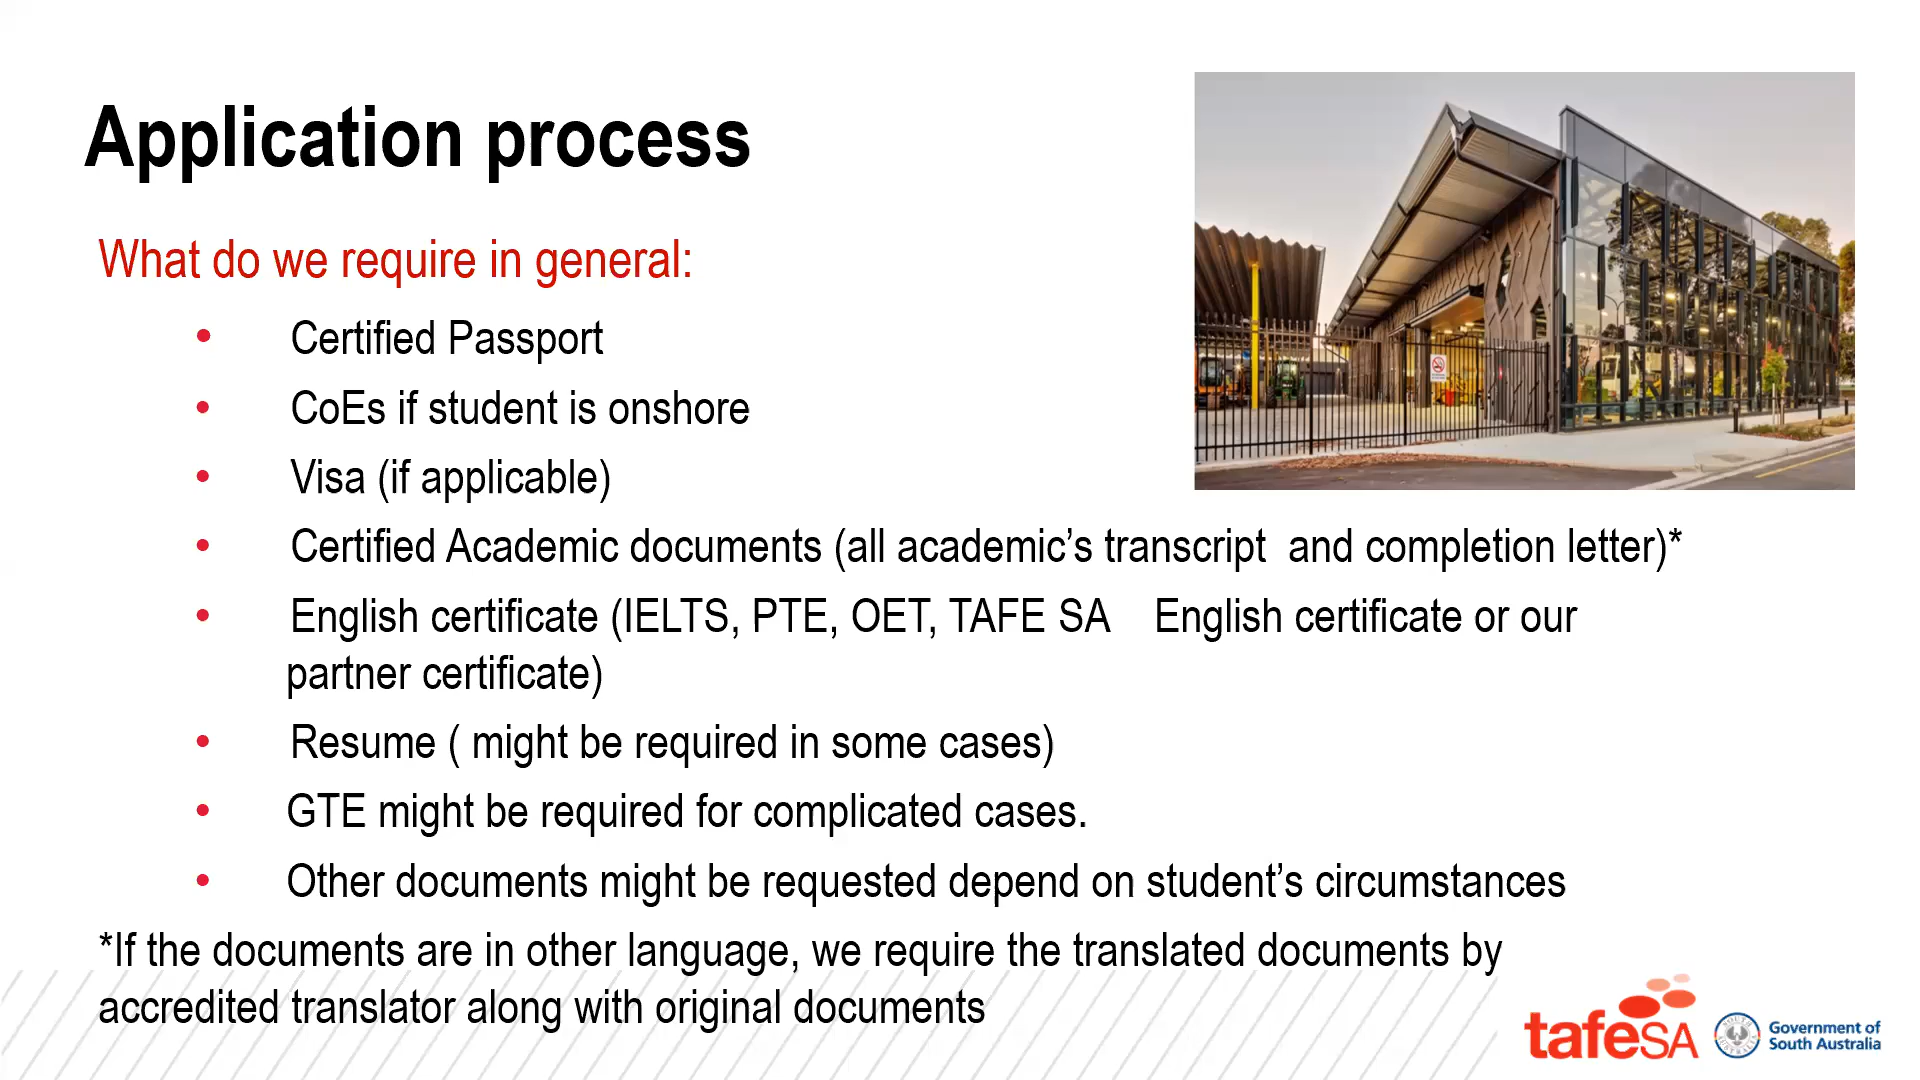 Application process
What do we require in general:
• Certified Passport
• CoEs if student is onshore
• Visa (if applicable)
• Certified Academic documents (all academic’s transcript  and completion letter)*
• English certificate (IELTS, PTE, OET, TAFE SA    English certificate or our
partner certificate)
• Resume ( might be required in some cases)
• GTE might be required for complicated cases.
• Other documents might be requested depend on student’s circumstances
*If the documents are in other language, we require the translated documents by
accredited translator along with original documents
tafeSA
Government of
South Australia